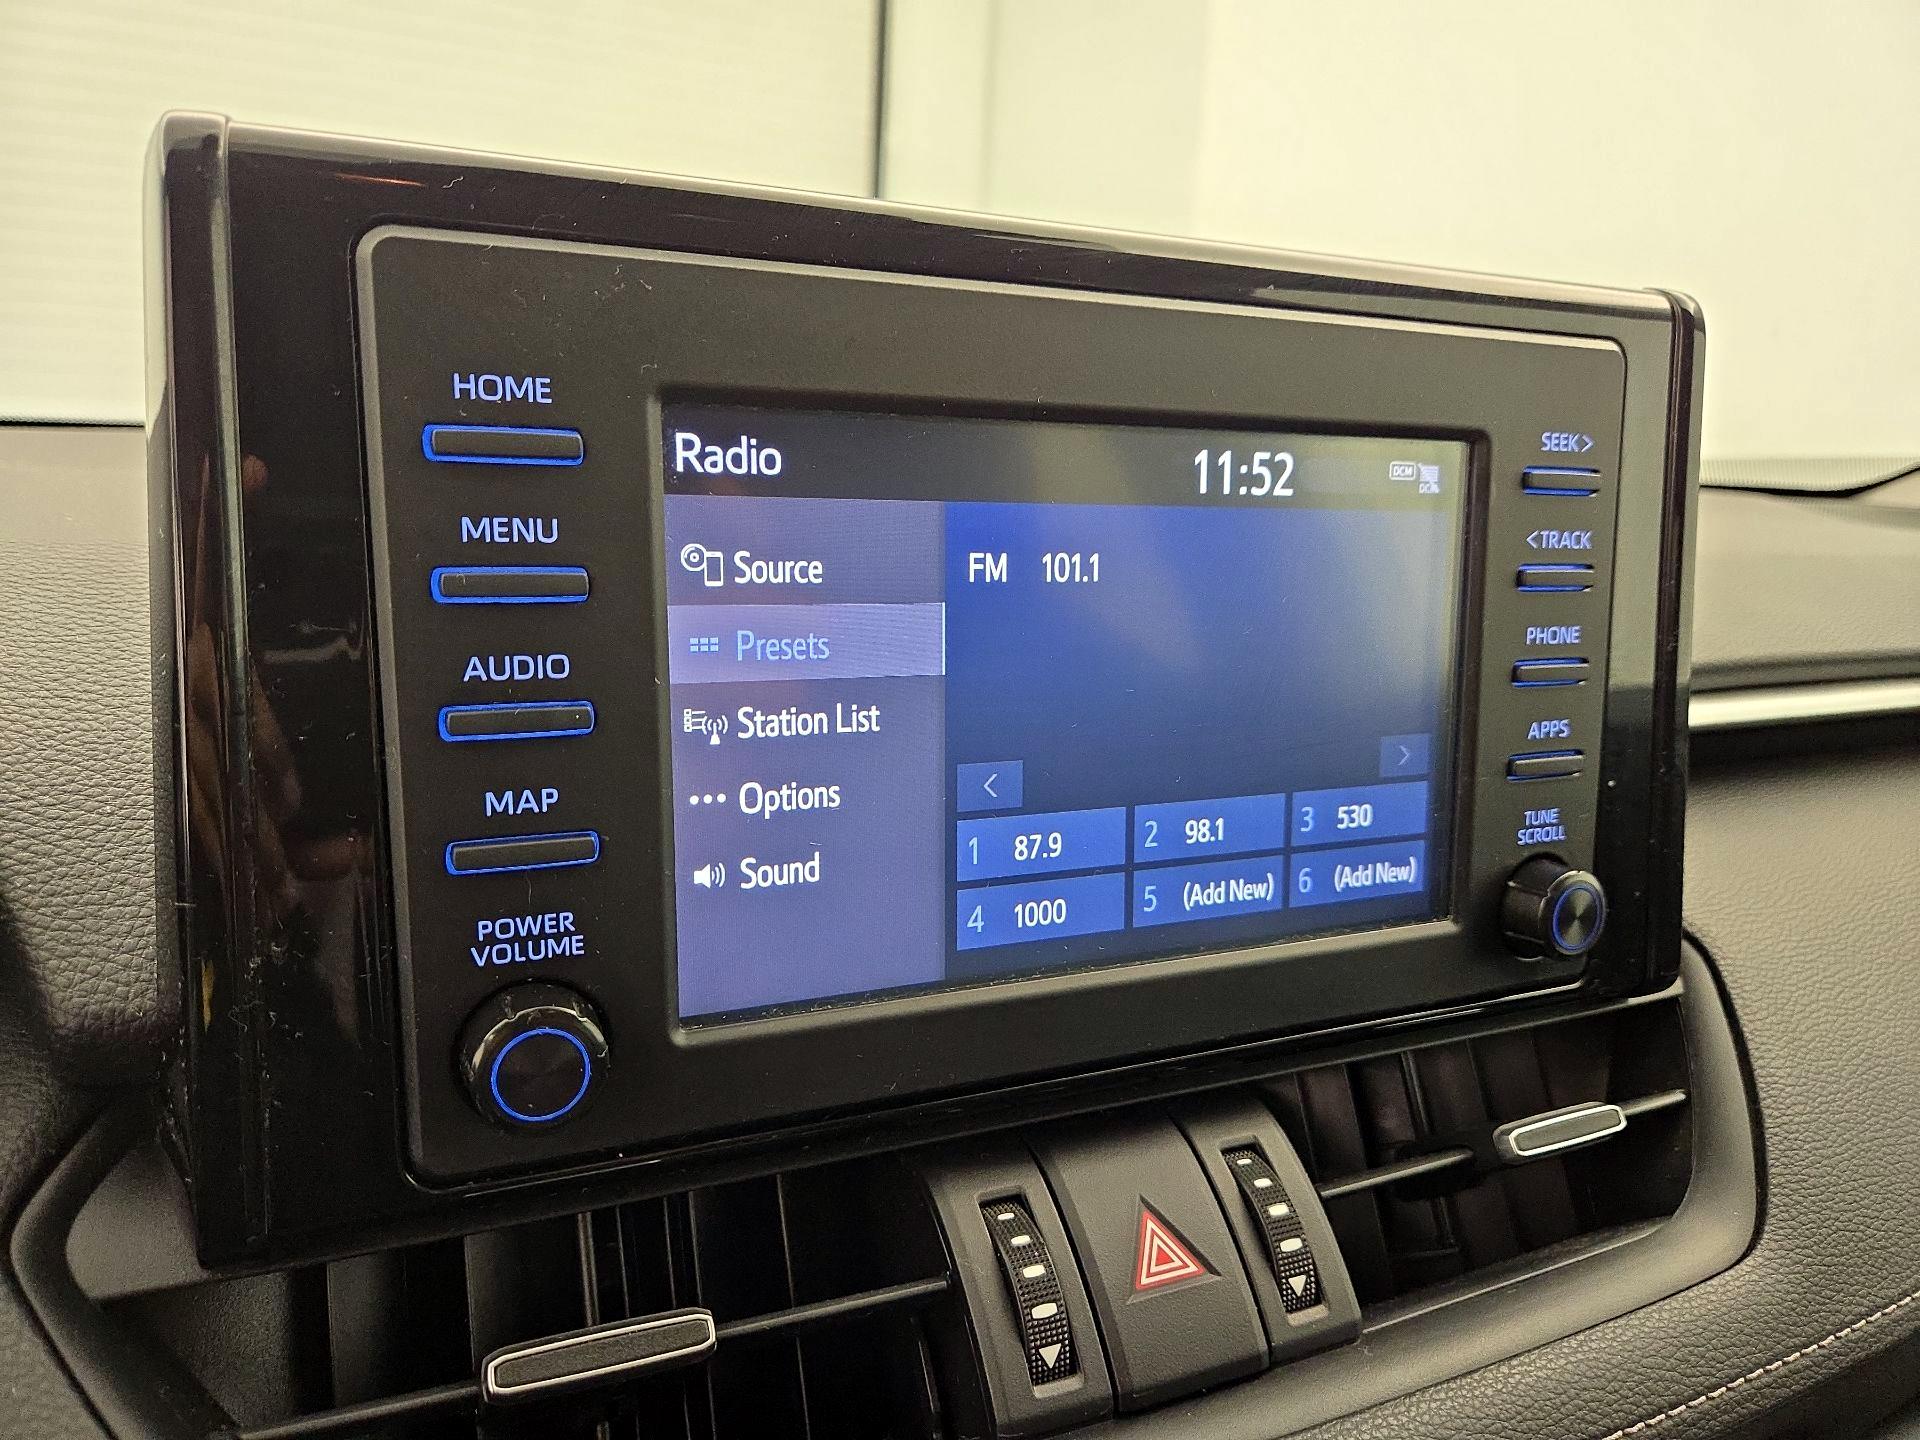 HOME
MENU
AUDIO
MAP
POWER
VOLUME
Radio
11:52
DCM
Source
Presets
Station List
Options
Sound
FM 101.1
<
>
1 87.9
2 98.1
3 530
4 1000
5 (Add New)
6 (Add New)
SEEK>
<TRACK
PHONE
APPS
TUNE
SCROLL